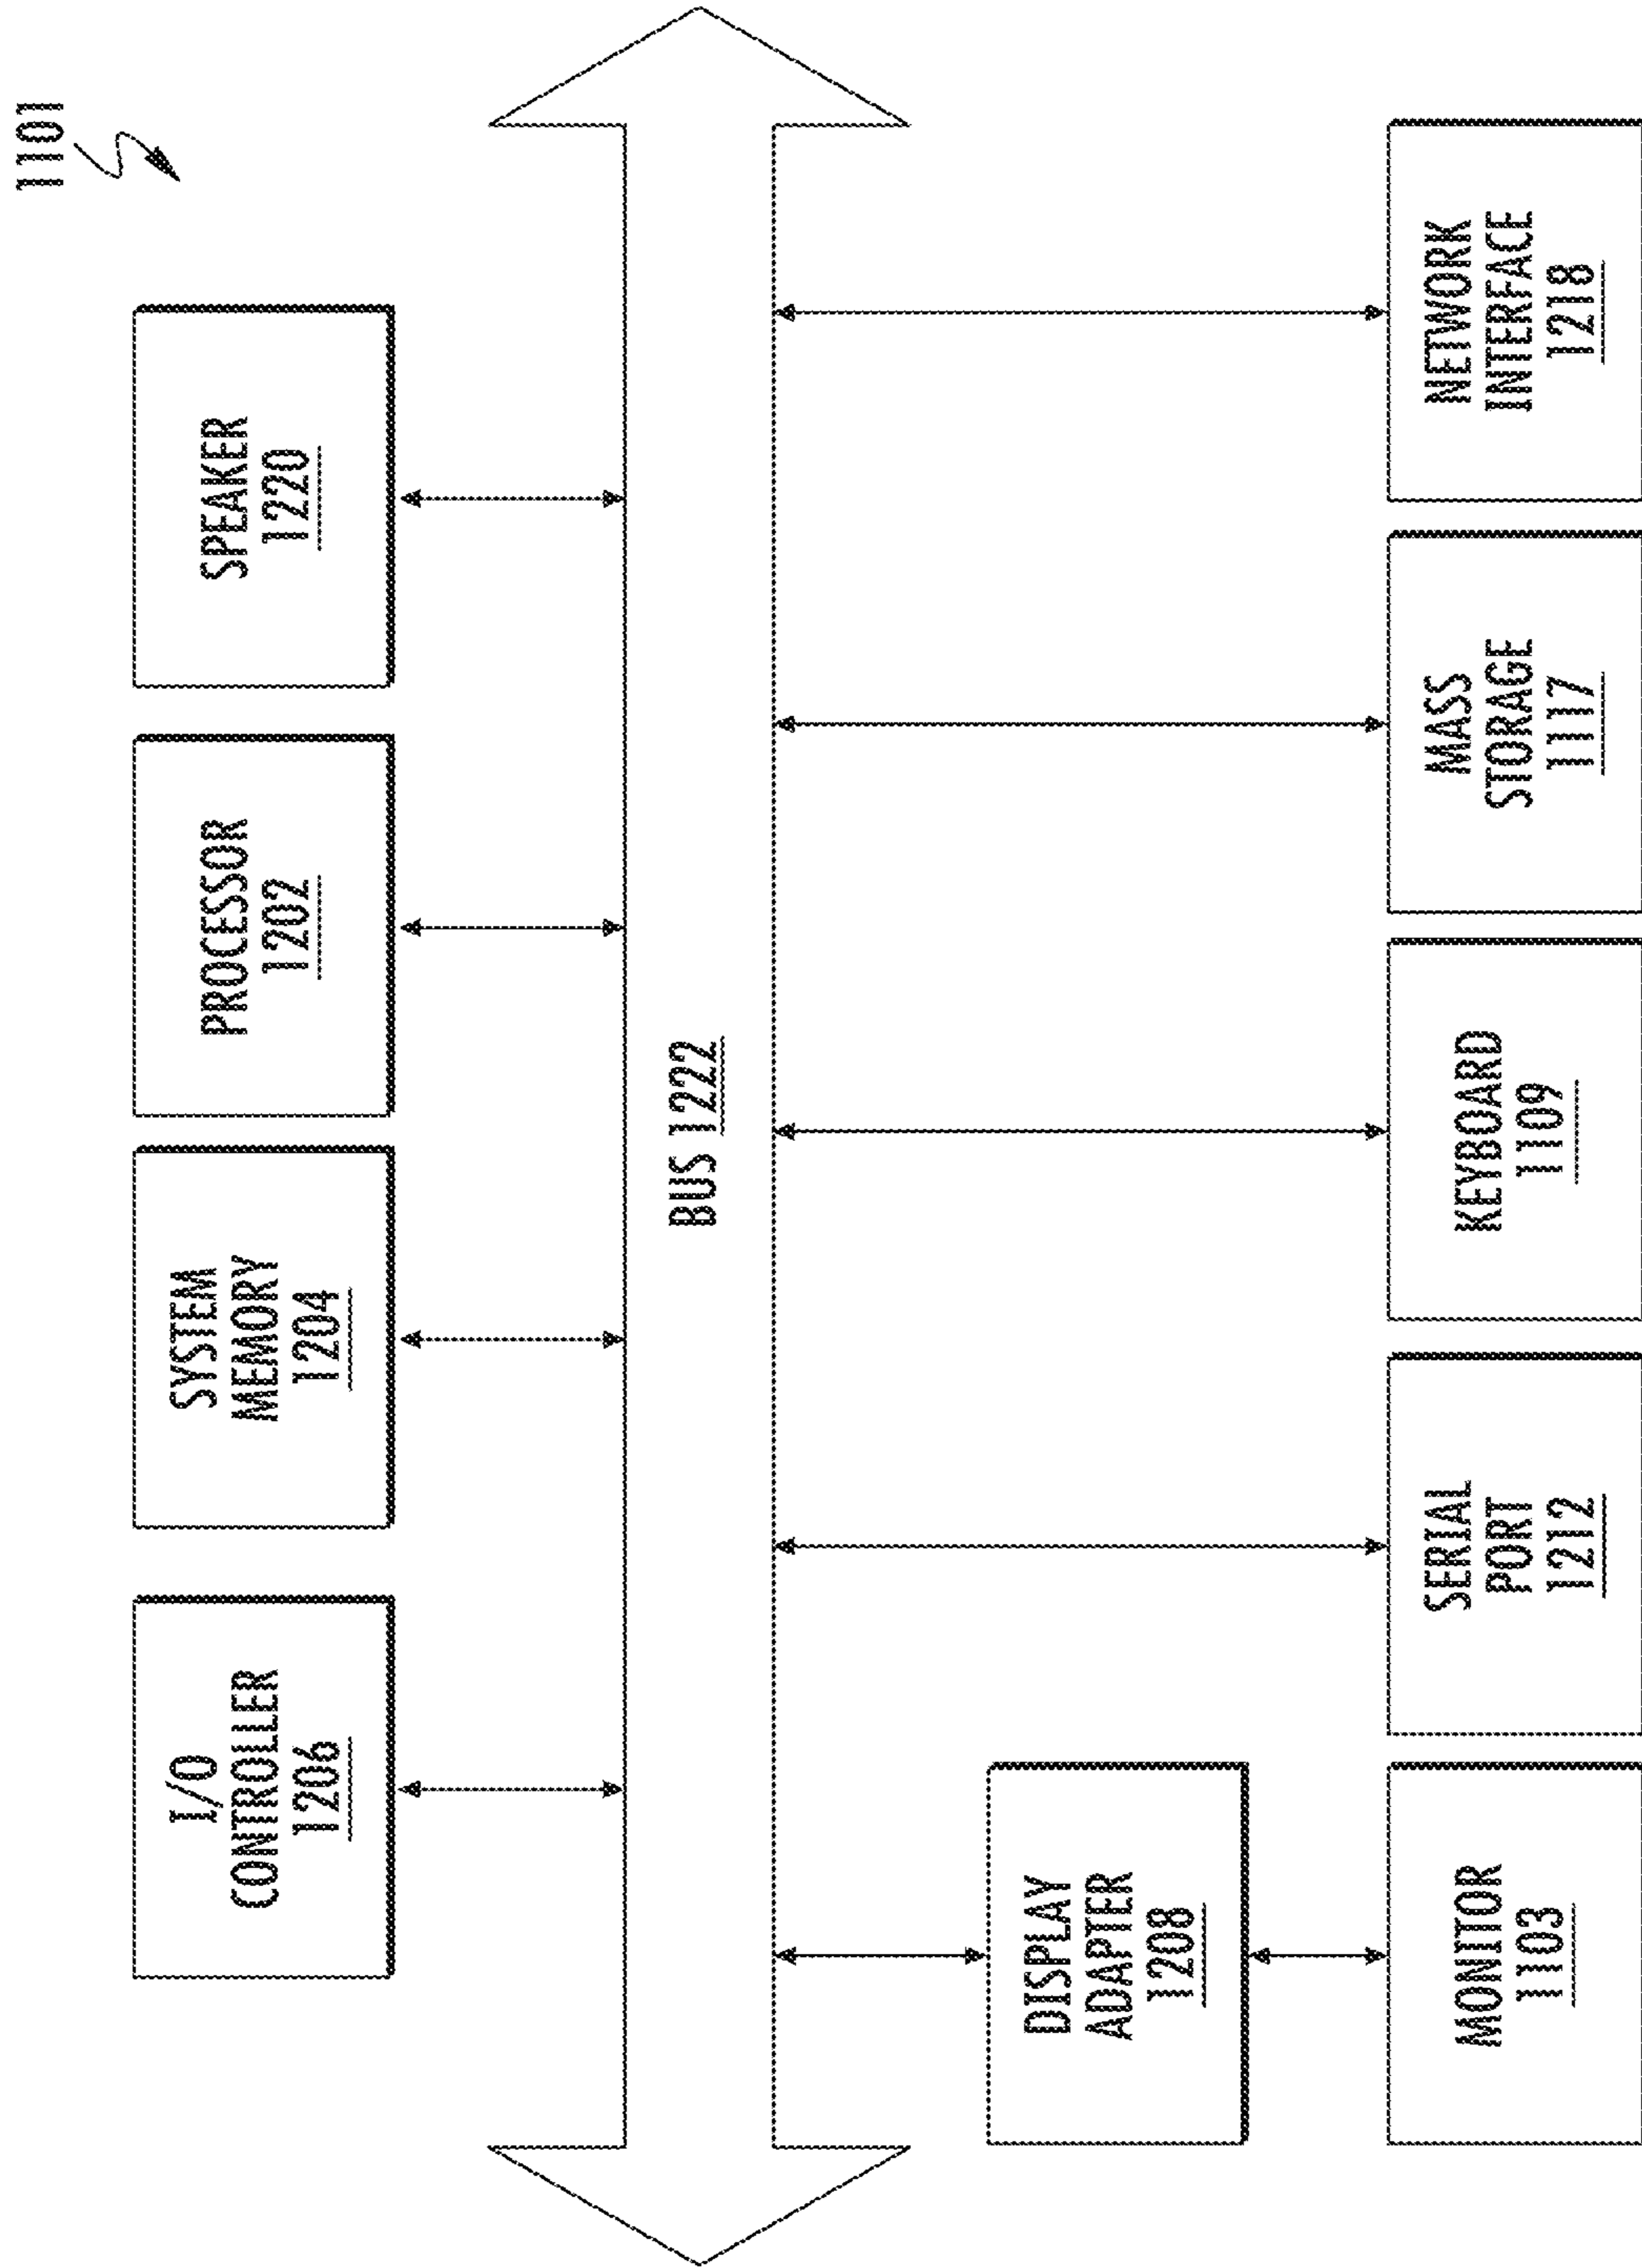 1101
I/O
CONTROLLER
1206
SYSTEM
MEMORY
1204
PROCESSOR
1202
SPEAKER
1220
BUS 1222
DISPLAY
ADAPTER
1208
MONITOR
1103
SERIAL
PORT
1212
KEYBOARD
1109
MASS
STORAGE
1117
NETWORK
INTERFACE
1218